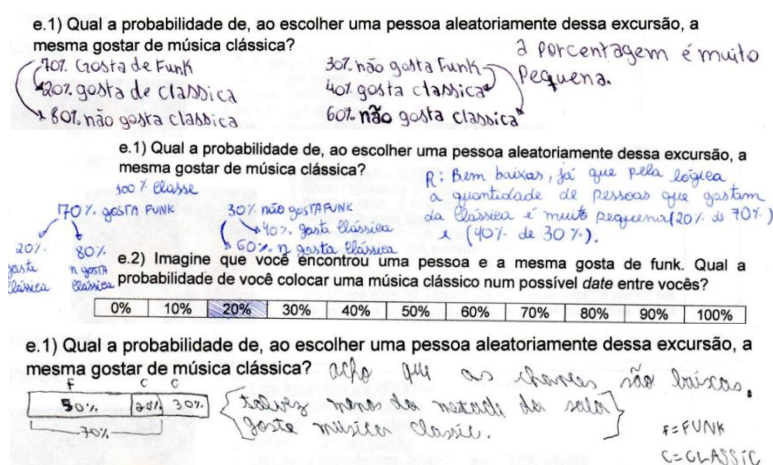 e.1) Qual a probabilidade de, ao escolher uma pessoa aleatoriamente dessa excursão, a
mesma gostar de música clássica?
a porcentagem é muito
pequena.
70% Gosta de Funk
20% gosta de classica
80% não gosta classica
30% não gosta Funk
40% gosta classica
60% não gosta classica
e.1) Qual a probabilidade de, ao escolher uma pessoa aleatoriamente dessa excursão, a
mesma gostar de música clássica?
100% Classe
70% gosta FUNK
20%
gosta
Clássica
80%
n gosta
Clássica
30% não gosta FUNK
40% gosta Clássica
60% n gosta Clássica
R: Bem baixas, já que pela lógica
a quantidade de pessoas que gostam
da Clássica é muito pequena (20% de 70%)
e (40% de 30%).
e.2) Imagine que você encontrou uma pessoa e a mesma gosta de funk. Qual a
probabilidade de você colocar uma música clássico num possível date entre vocês?
0% 10% 20% 30% 40% 50% 60% 70% 80% 90% 100%
e.1) Qual a probabilidade de, ao escolher uma pessoa aleatoriamente dessa excursão, a
mesma gostar de música clássica?
acho que as chances são baixas,
talvez menos da metade da sala
goste música classic.
F C C
50% 20% 30%
70%
F=FUNK
C=CLASSIC